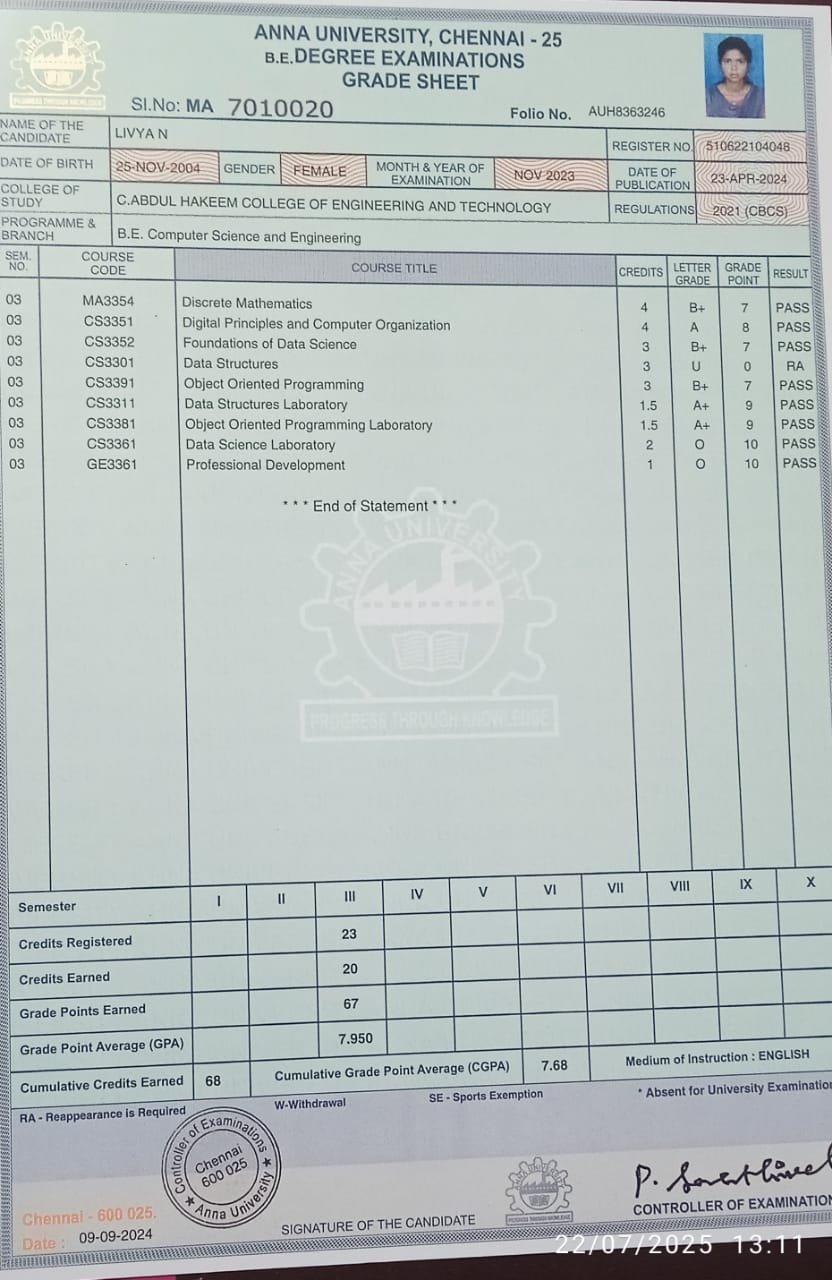 ANNA UNIVERSITY, CHENNAI - 25
B.E. DEGREE EXAMINATIONS
GRADE SHEET
ANNA UNIVERSITY
PROGRESS THROUGH KNOWLEDGE
Sl.No: MA 7010020
Folio No. AUH8363246
NAME OF THE CANDIDATE LIVYA N
REGISTER NO. 510622104048
DATE OF BIRTH 25-NOV-2004 GENDER FEMALE MONTH & YEAR OF EXAMINATION NOV 2023 DATE OF PUBLICATION 23-APR-2024
COLLEGE OF STUDY C.ABDUL HAKEEM COLLEGE OF ENGINEERING AND TECHNOLOGY REGULATIONS 2021 (CBCS)
PROGRAMME & BRANCH B.E. Computer Science and Engineering
SEM. NO. COURSE CODE COURSE TITLE CREDITS LETTER GRADE GRADE POINT RESULT
03 MA3354 Discrete Mathematics 4 B+ 7 PASS
03 CS3351 Digital Principles and Computer Organization 4 A 8 PASS
03 CS3352 Foundations of Data Science 3 B+ 7 PASS
03 CS3301 Data Structures 3 U 0 RA
03 CS3391 Object Oriented Programming 3 B+ 7 PASS
03 CS3311 Data Structures Laboratory 1.5 A+ 9 PASS
03 CS3381 Object Oriented Programming Laboratory 1.5 A+ 9 PASS
03 CS3361 Data Science Laboratory 2 O 10 PASS
03 GE3361 Professional Development 1 O 10 PASS
* * * End of Statement * * *
ANNA UNIVERSITY
PROGRESS THROUGH KNOWLEDGE
Semester I II III IV V VI VII VIII IX X
Credits Registered 23
Credits Earned 20
Grade Points Earned 67
Grade Point Average (GPA) 7.950
Cumulative Credits Earned 68 Cumulative Grade Point Average (CGPA) 7.68 Medium of Instruction : ENGLISH
RA - Reappearance is Required W-Withdrawal SE - Sports Exemption * Absent for University Examination
Controller of Examinations
Chennai
600 025
Anna University
Chennai - 600 025.
Date : 09-09-2024
SIGNATURE OF THE CANDIDATE
CONTROLLER OF EXAMINATION
22/07/2025 13:11